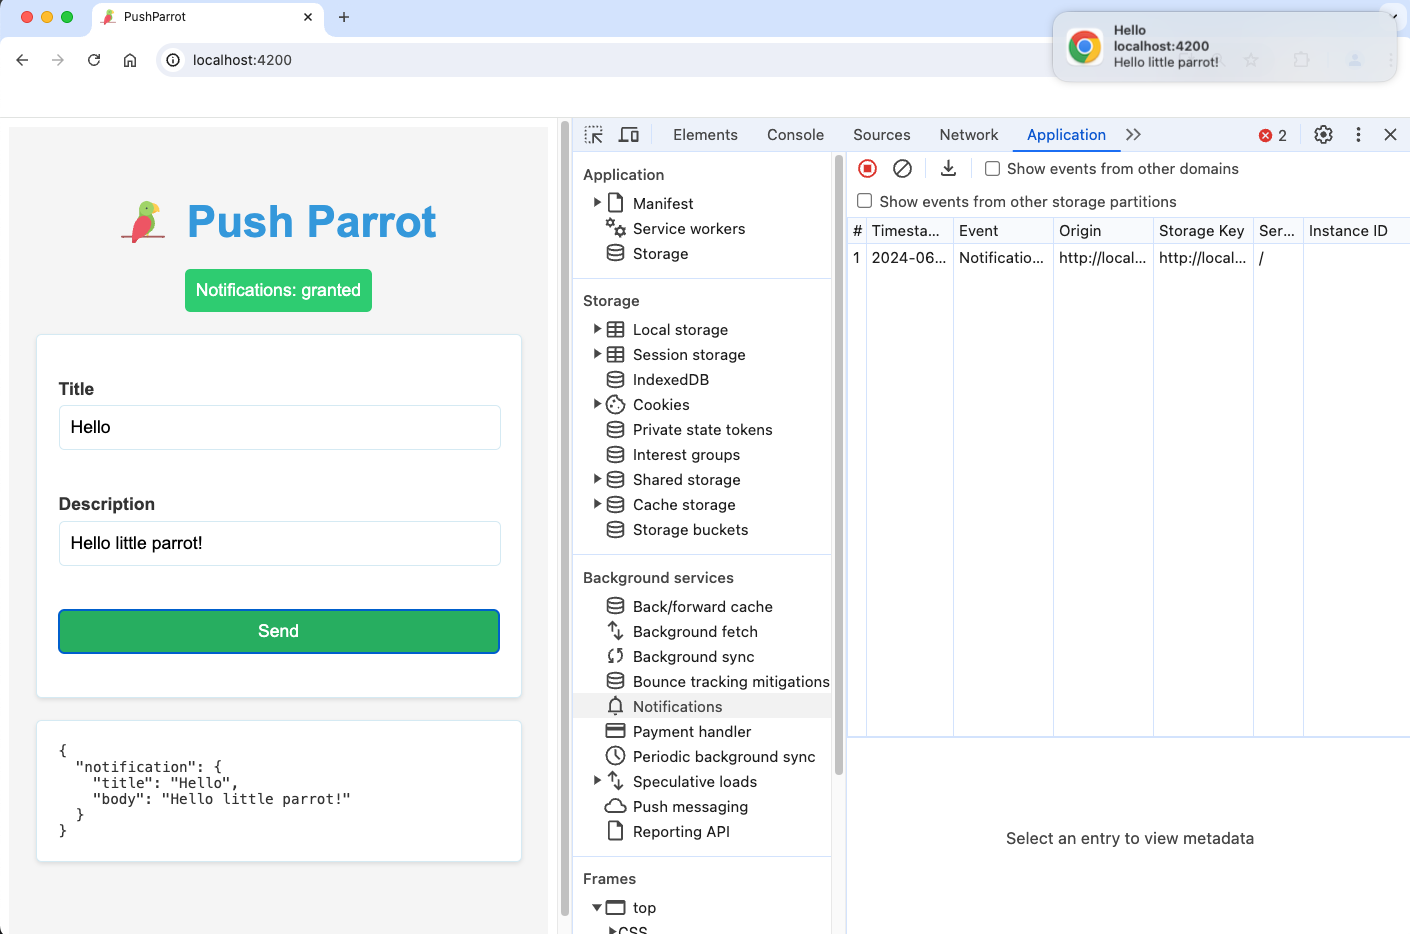 PushParrot
localhost:4200
Hello
localhost:4200
Hello little parrot!
Push Parrot
Notifications: granted
Title
Hello
Description
Hello little parrot!
Send
{
"notification": {
"title": "Hello",
"body": "Hello little parrot!"
}
}
Elements Console Sources Network Application 2
Application
Manifest
Service workers
Storage
Storage
Local storage
Session storage
IndexedDB
Cookies
Private state tokens
Interest groups
Shared storage
Cache storage
Storage buckets
Background services
Back/forward cache
Background fetch
Background sync
Bounce tracking mitigations
Notifications
Payment handler
Periodic background sync
Speculative loads
Push messaging
Reporting API
Frames
top
CSS
Show events from other domains
Show events from other storage partitions
# Timesta... Event Origin Storage Key Ser... Instance ID
1 2024-06... Notificatio... http://local... http://local... /
Select an entry to view metadata